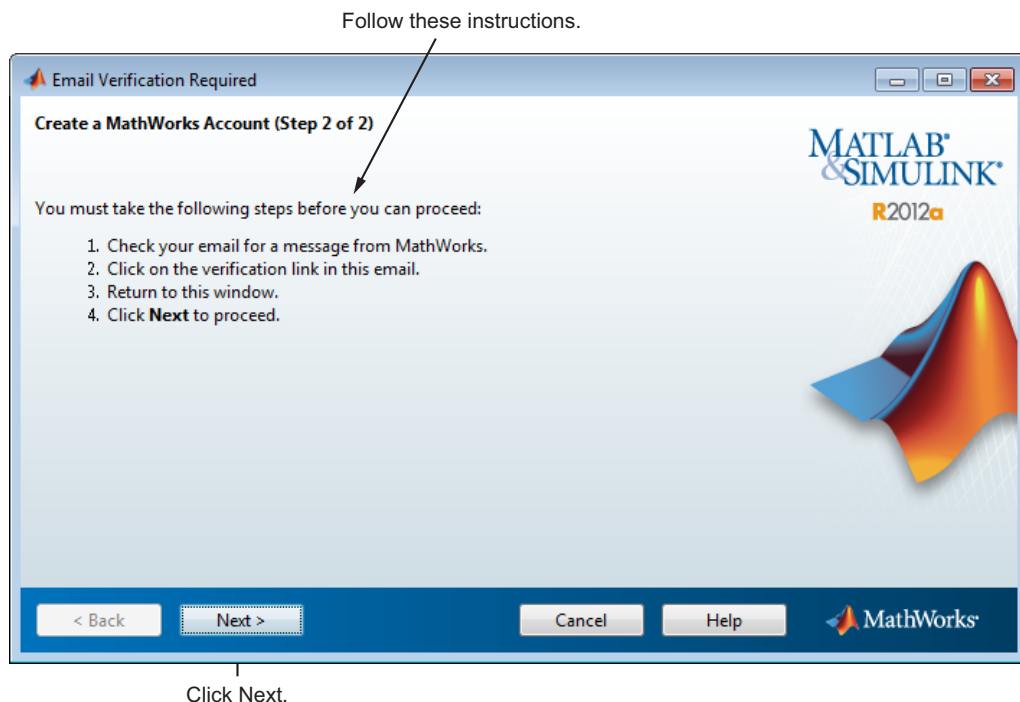 Follow these instructions.
Email Verification Required
Create a MathWorks Account (Step 2 of 2)
MATLAB®
&SIMULINK®
R2012a
You must take the following steps before you can proceed:
1. Check your email for a message from MathWorks.
2. Click on the verification link in this email.
3. Return to this window.
4. Click Next to proceed.
< Back
Next >
Cancel
Help
MathWorks®
Click Next.